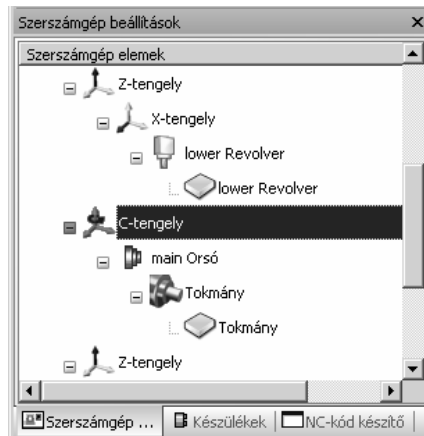 Szerszámgép beállítások
Szerszámgép elemek
Z-tengely
X-tengely
lower Revolver
lower Revolver
C-tengely
main Orsó
Tokmány
Tokmány
Z-tengely
Szerszámgép ... Készülékek NC-kód készítő